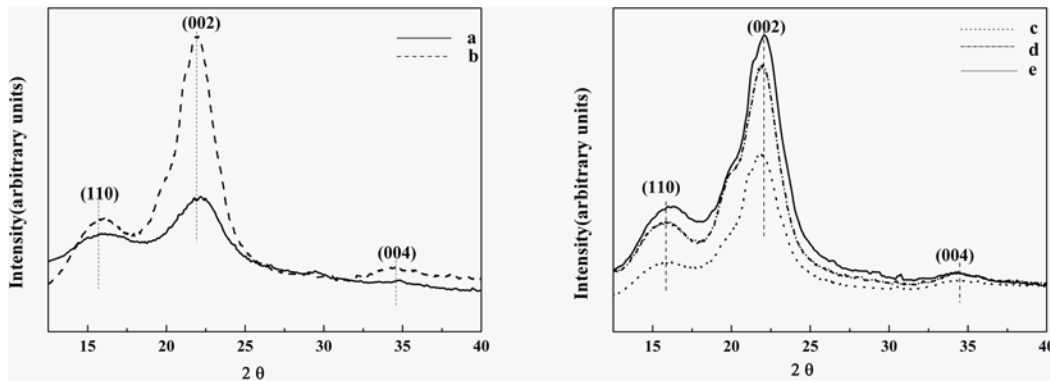 (002)
a
b
(110)
(004)
Intensity(arbitrary units)
15 20 25 30 35 40
2 θ
(002)
c
d
e
(110)
(004)
Intensity(arbitrary units)
15 20 25 30 35 40
2 θ